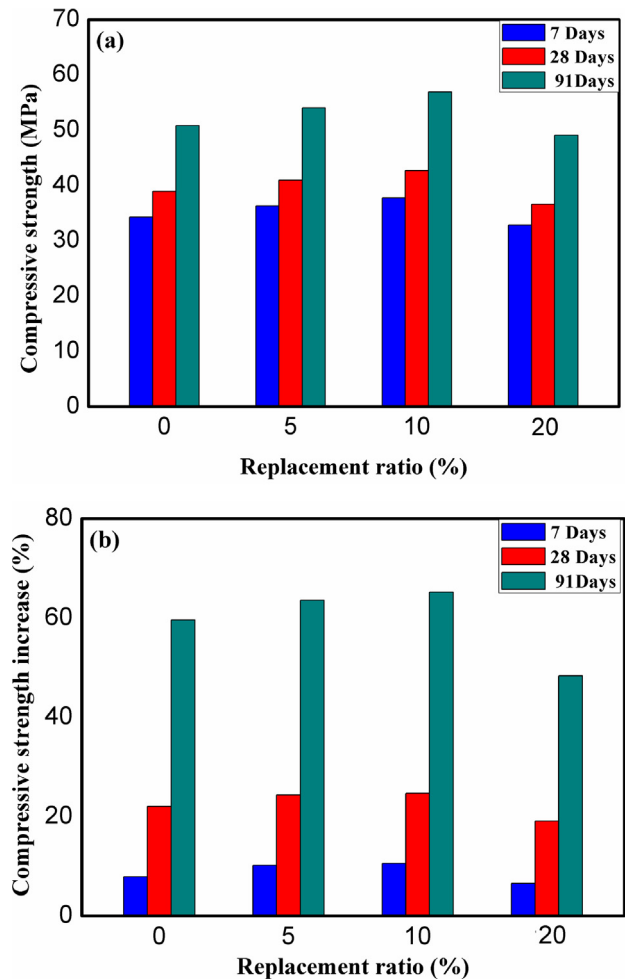 70
(a)
7 Days
28 Days
91Days
60
50
40
30
20
10
0
Compressive strength (MPa)
0 5 10 20
Replacement ratio (%)
80
(b)
7 Days
28 Days
91Days
60
40
20
0
Compressive strength increase (%)
0 5 10 20
Replacement ratio (%)